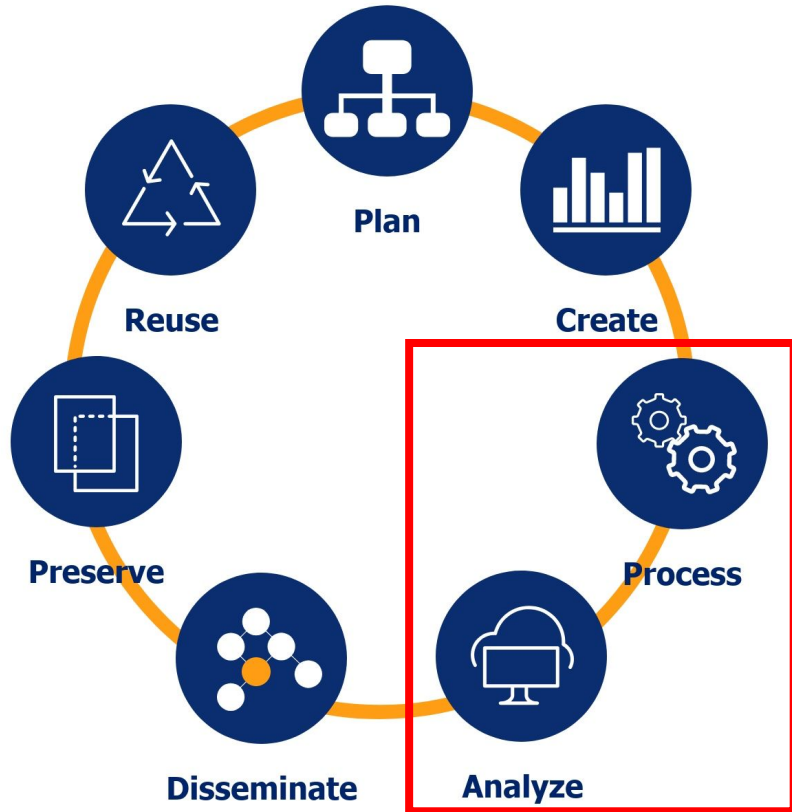 Plan
Reuse
Create
Preserve
Process
Disseminate
Analyze